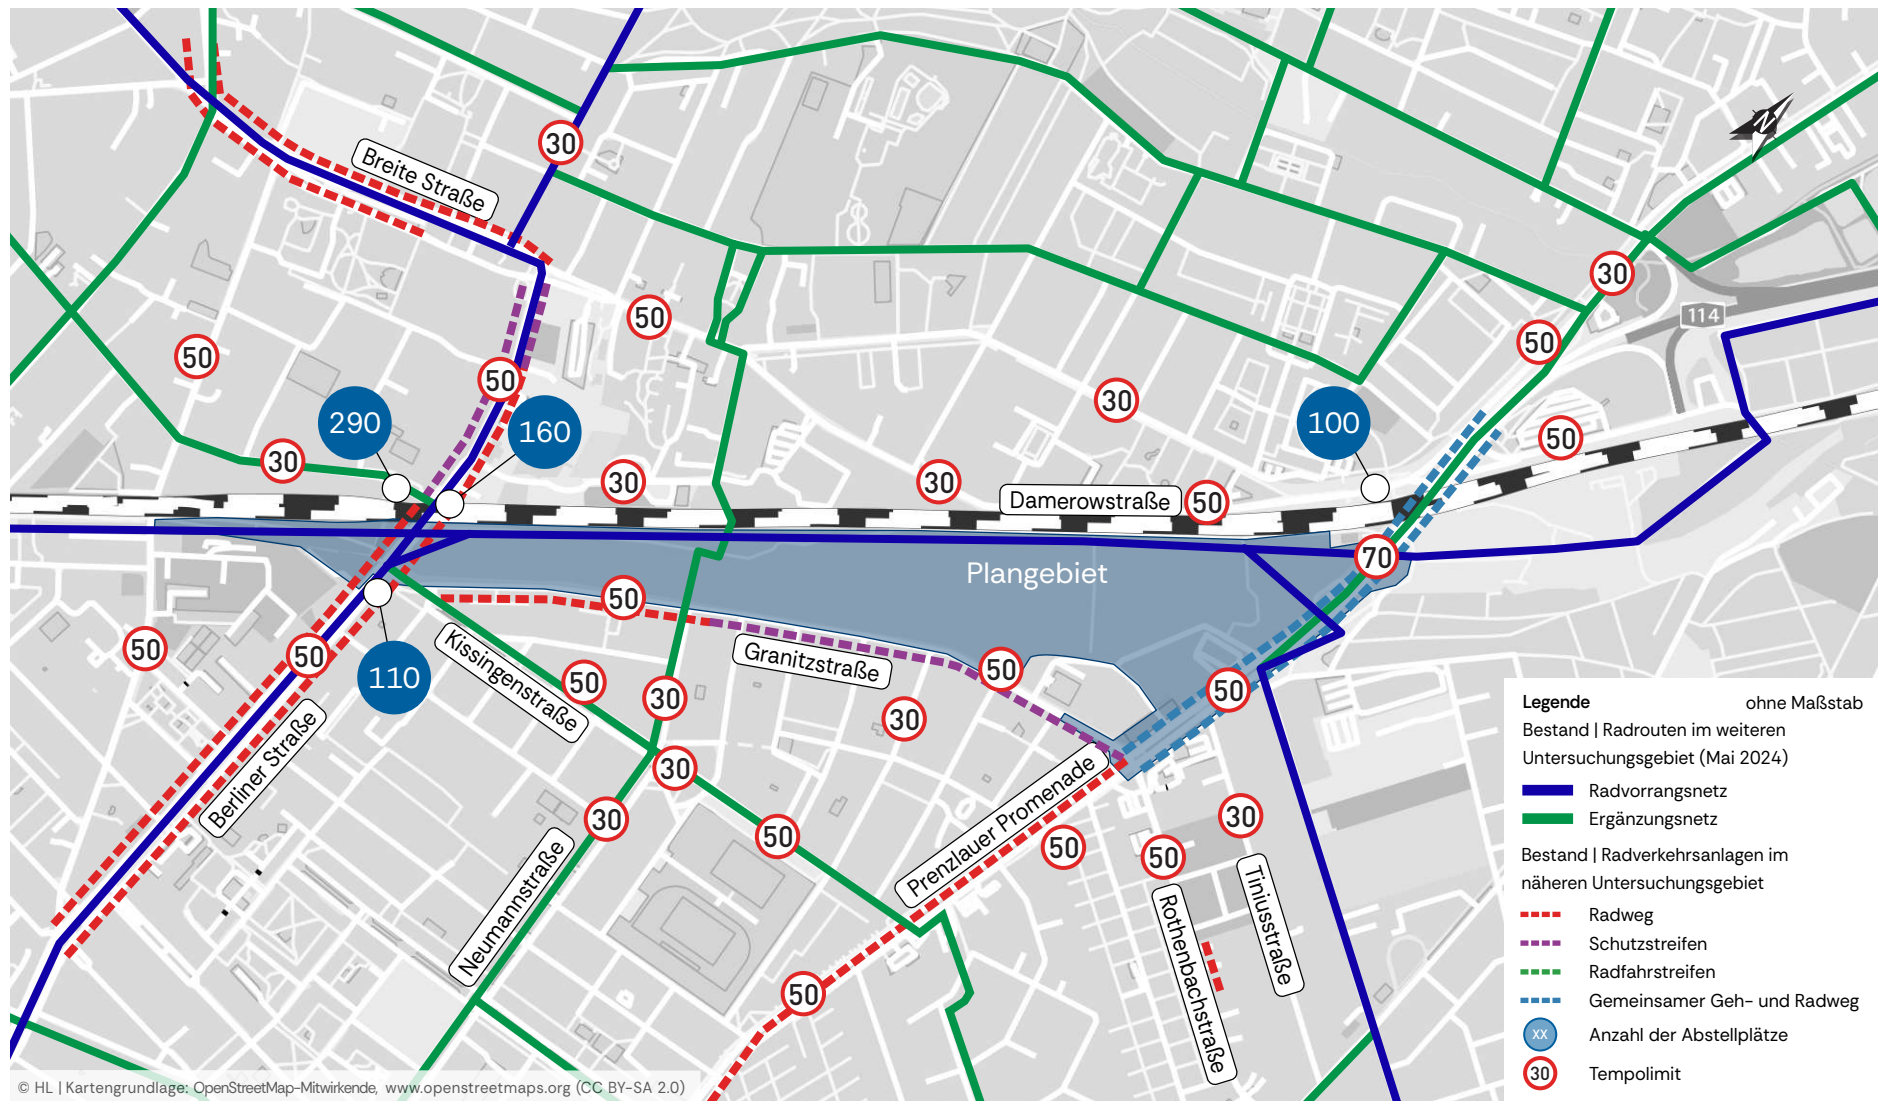 Breite Straße
30
30
114
50
50
50
50
30
50
290
160
100
30
50
30
30
30
Damerowstraße
50
70
Plangebiet
50
50
50
Kissingenstraße
Granitzstraße
50
50
110
50
30
30
Berliner Straße
30
Prenzlauer Promenade
30
50
50
30
50
Neumannstraße
50
Rothenbachstraße
Tiniusstraße
N
Legende
ohne Maßstab
Bestand | Radrouten im weiteren
Untersuchungsgebiet (Mai 2024)
Radvorrangsnetz
Ergänzungsnetz
Bestand | Radverkehrsanlagen im
näheren Untersuchungsgebiet
Radweg
Schutzstreifen
Radfahrstreifen
Gemeinsamer Geh- und Radweg
XX Anzahl der Abstellplätze
30 Tempolimit
© HL | Kartengrundlage: OpenStreetMap-Mitwirkende, www.openstreetmaps.org (CC BY-SA 2.0)